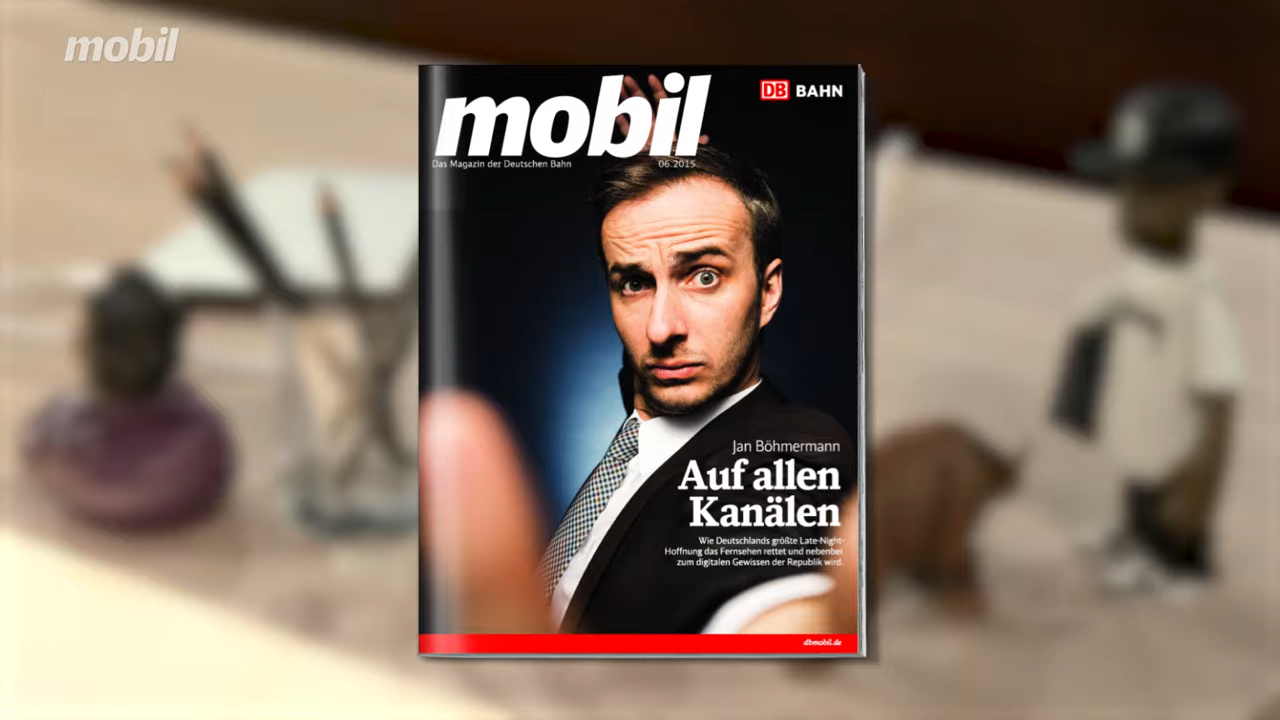 mobil
mobil
DB BAHN
Das Magazin der Deutschen Bahn
06.2015
Jan Böhmermann
Auf allen
Kanälen
Wie Deutschlands größte Late-Night-
Hoffnung das Fernsehen rettet und nebenbei
zum digitalen Gewissen der Republik wird.
dbmobil.de